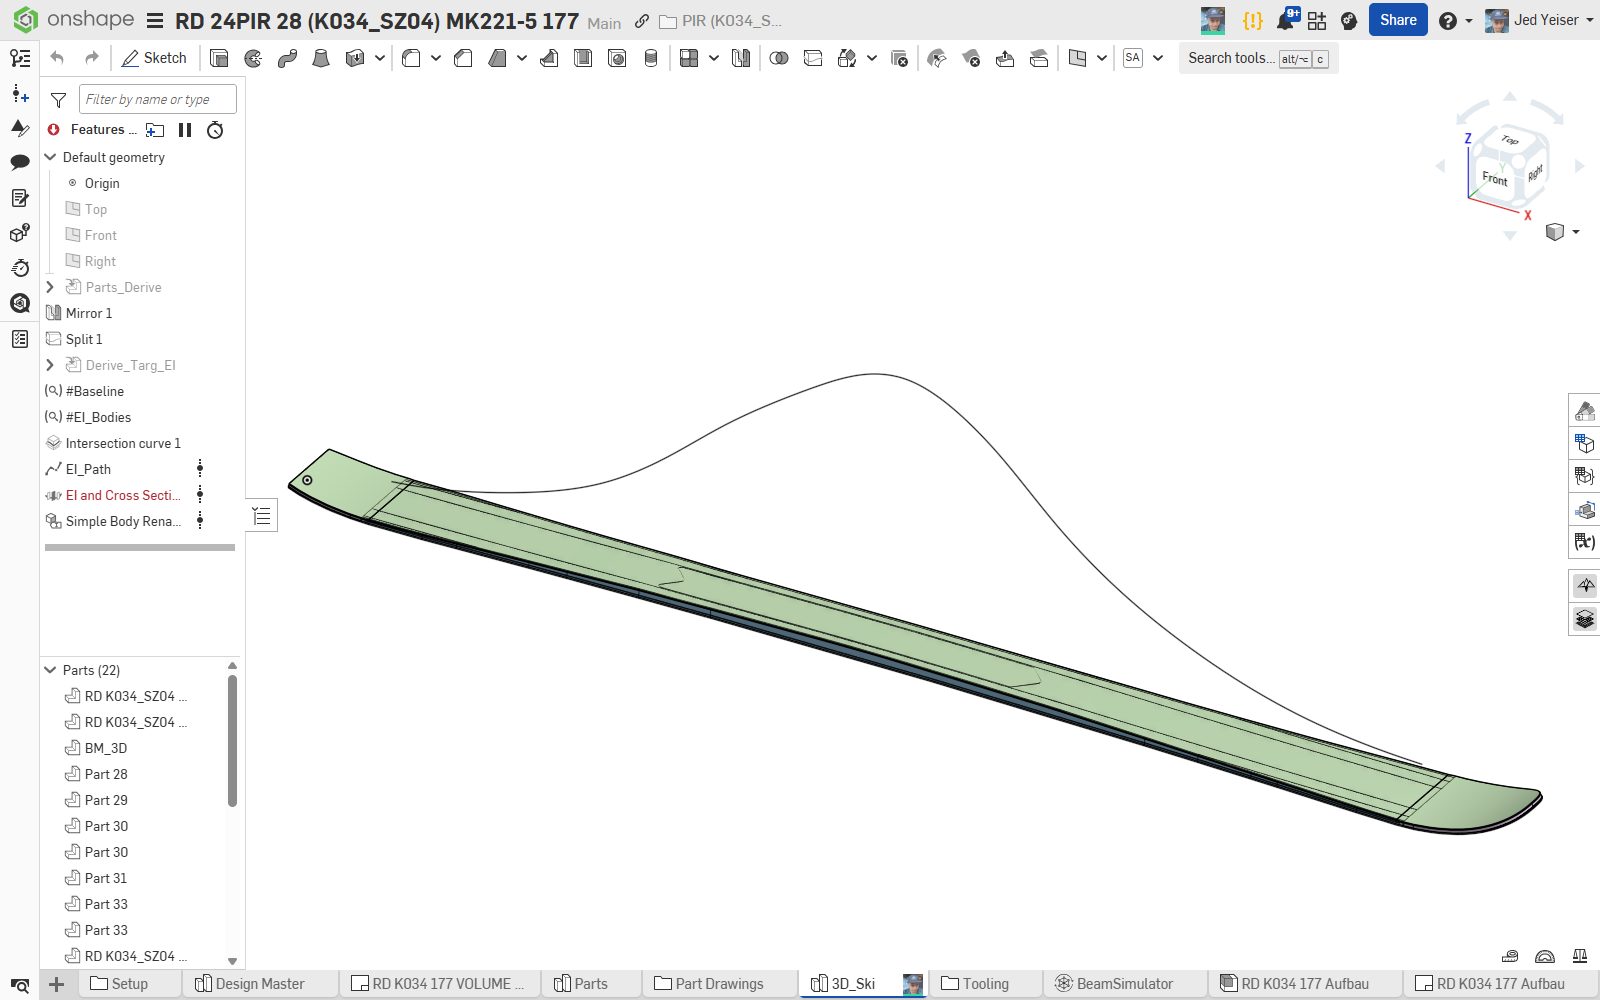 onshape RD 24PIR 28 (K034_SZ04) MK221-5 177 Main PIR (K034_S... 9+ Share Jed Yeiser
Sketch SA Search tools... alt/⌥ c
Filter by name or type
Features ...
Default geometry
Origin
Top
Front
Right
Parts_Derive
Mirror 1
Split 1
Derive_Targ_EI
#Baseline
#EI_Bodies
Intersection curve 1
EI_Path
EI and Cross Secti...
Simple Body Rena...
Parts (22)
RD K034_SZ04 ...
RD K034_SZ04 ...
BM_3D
Part 28
Part 29
Part 30
Part 30
Part 31
Part 33
Part 33
RD K034_SZ04 ...
Z
Top
Y
Front
Right
X
Setup Design Master RD K034 177 VOLUME ... Parts Part Drawings 3D_Ski Tooling BeamSimulator RD K034 177 Aufbau RD K034 177 Aufbau